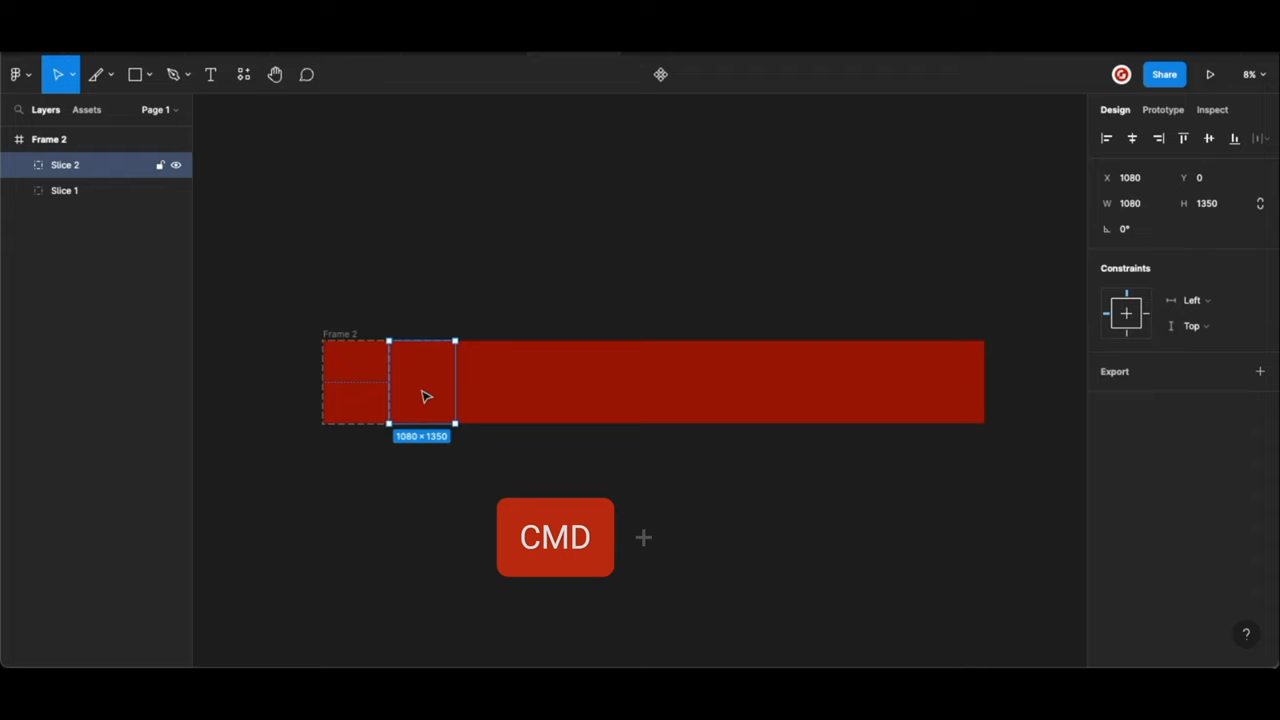 Share
8%
Layers
Assets
Page 1
Design
Prototype
Inspect
Frame 2
Slice 2
Slice 1
X 1080
Y 0
W 1080
H 1350
0°
Constraints
Left
Top
Export
Frame 2
1080 × 1350
CMD +
?